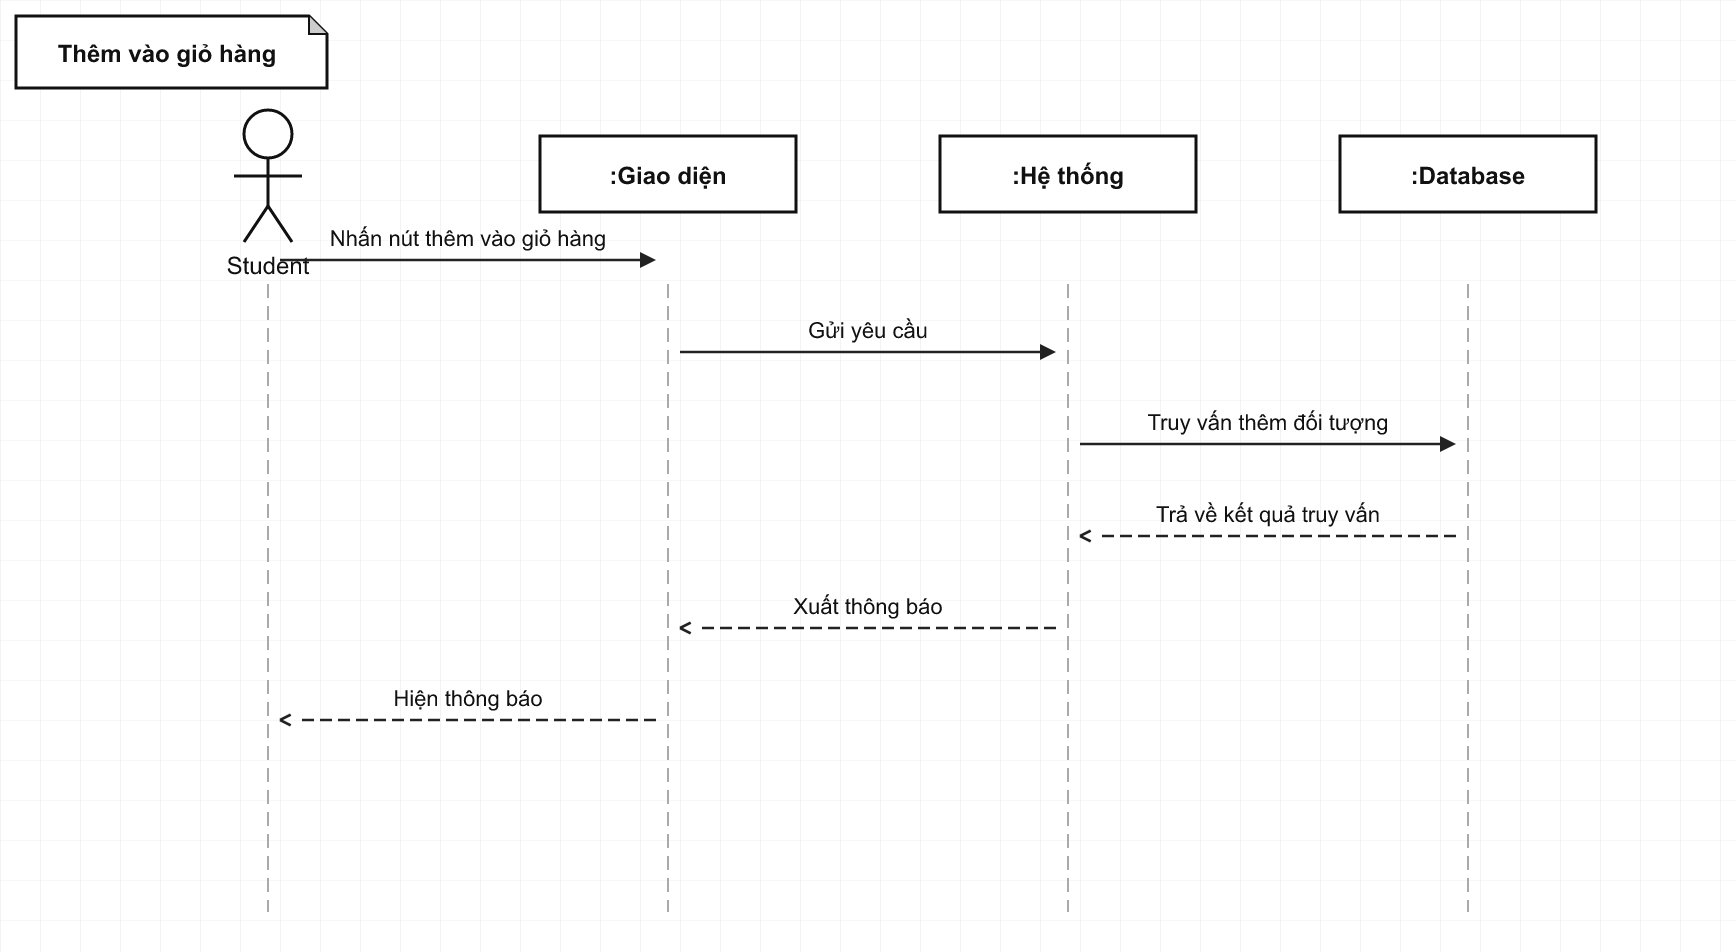 Thêm vào giỏ hàng
:Giao diện
:Hệ thống
:Database
Nhấn nút thêm vào giỏ hàng
Student
Gửi yêu cầu
Truy vấn thêm đối tượng
Trả về kết quả truy vấn
Xuất thông báo
Hiện thông báo